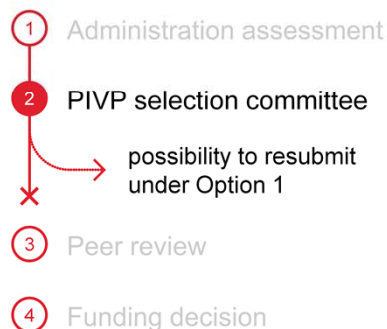 1 Administration assessment
2 PIVP selection committee
possibility to resubmit
under Option 1
3 Peer review
4 Funding decision